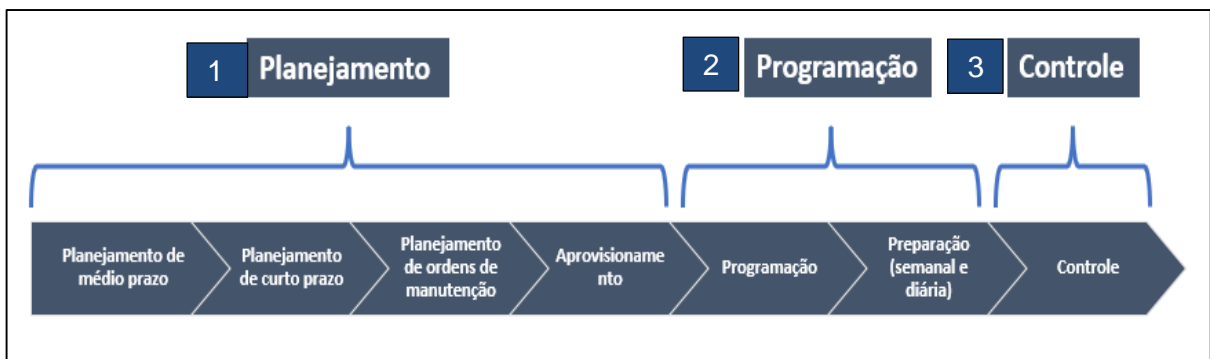 1 Planejamento
2 Programação
3 Controle
Planejamento de
médio prazo
Planejamento
de curto prazo
Planejamento
de ordens de
manutenção
Aprovisioname
nto
Programação
Preparação
(semanal e
diária)
Controle